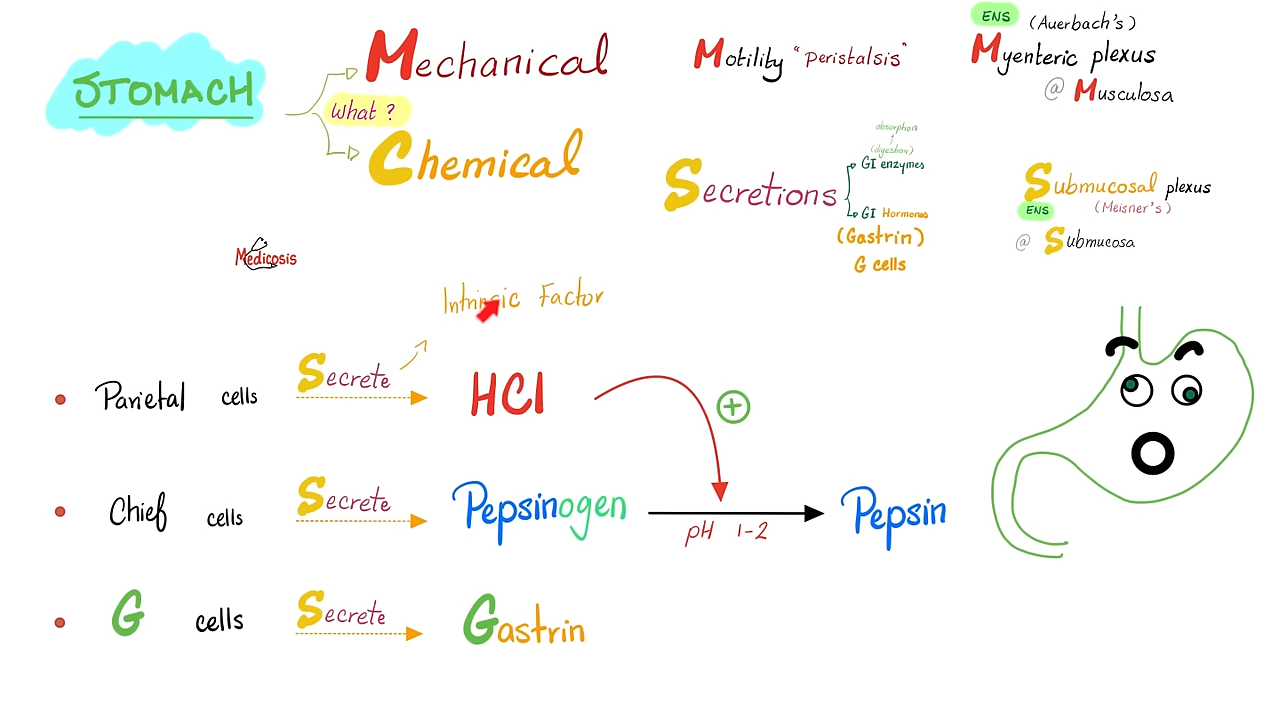 STOMACH
What ?
Mechanical
Motility "Peristalsis"
ENS
(Auerbach's)
Myenteric plexus
@ Musculosa
Chemical
Secretions
absorption
(digestion)
GI enzymes
GI Hormones
(Gastrin)
G cells
Submucosal plexus
ENS
(Meisner's)
@ Submucosa
Medicosis
Intrinsic Factor
Parietal cells Secrete HCl
+
Chief cells Secrete Pepsinogen pH 1-2 Pepsin
G cells Secrete Gastrin